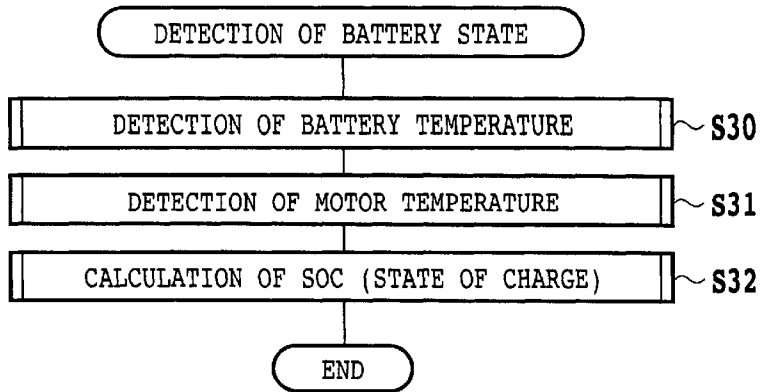 DETECTION OF BATTERY STATE
DETECTION OF BATTERY TEMPERATURE S30
DETECTION OF MOTOR TEMPERATURE S31
CALCULATION OF SOC (STATE OF CHARGE) S32
END